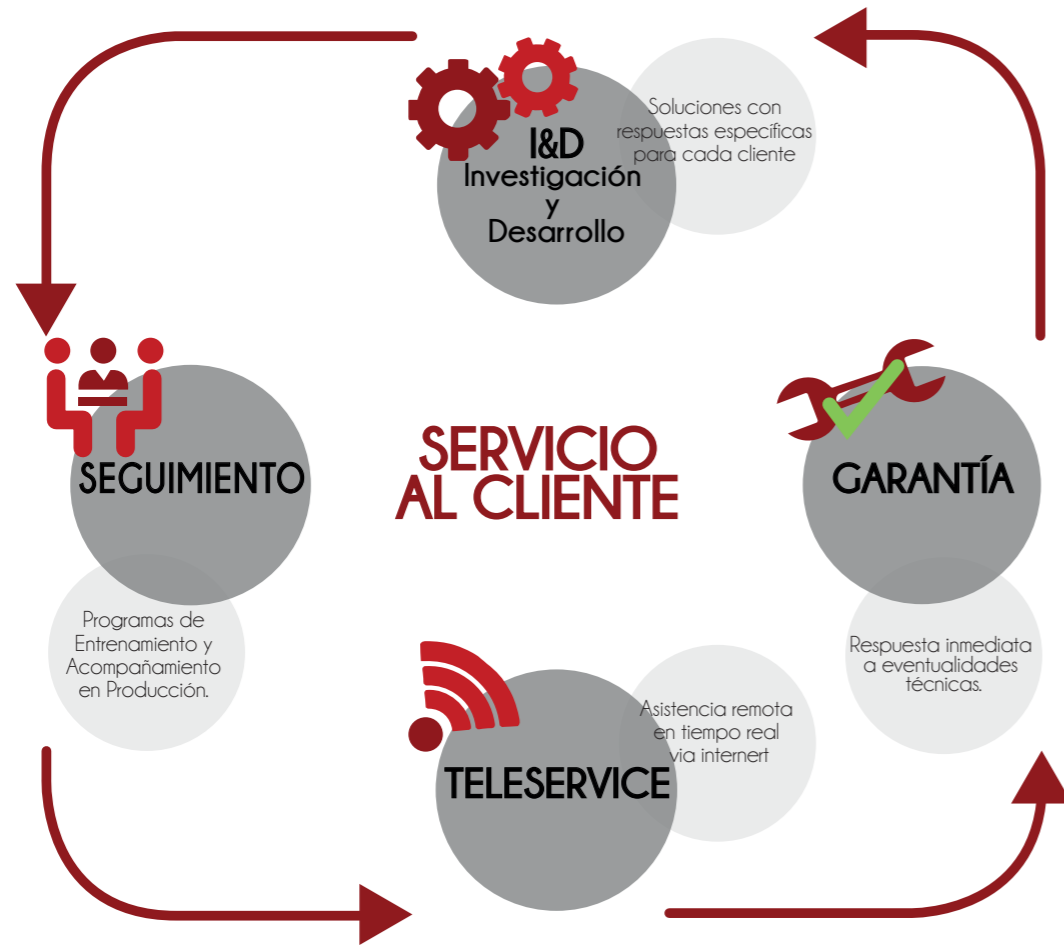 I&D
Investigación
y
Desarrollo
Soluciones con
respuestas específicas
para cada cliente
SEGUIMIENTO
Programas de
Entrenamiento y
Acompañamiento
en Producción.
SERVICIO
AL CLIENTE
GARANTÍA
Respuesta inmediata
a eventualidades
técnicas.
TELESERVICE
Asistencia remota
en tiempo real
via internert